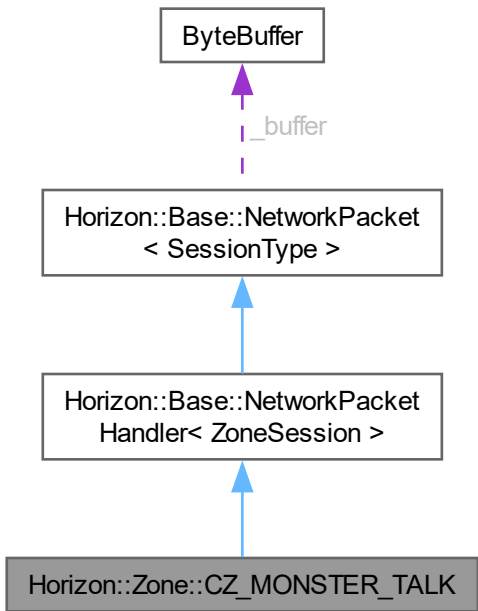 ByteBuffer
_buffer
Horizon::Base::NetworkPacket
< SessionType >
Horizon::Base::NetworkPacket
Handler< ZoneSession >
Horizon::Zone::CZ_MONSTER_TALK